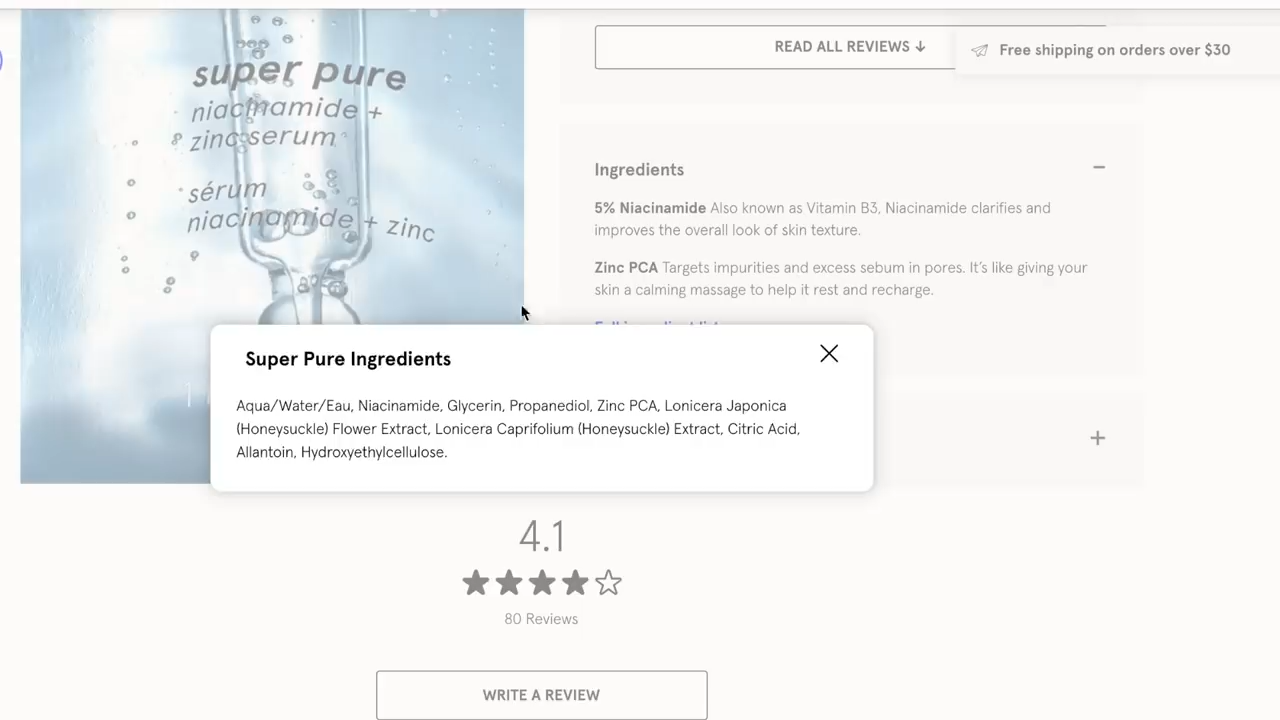 super pure
niacinamide +
zinc serum
sérum
niacinamide + zinc
READ ALL REVIEWS ↓
Free shipping on orders over $30
Ingredients
5% Niacinamide Also known as Vitamin B3, Niacinamide clarifies and
improves the overall look of skin texture.
Zinc PCA Targets impurities and excess sebum in pores. It’s like giving your
skin a calming massage to help it rest and recharge.
Full ingredient list
Super Pure Ingredients
Aqua/Water/Eau, Niacinamide, Glycerin, Propanediol, Zinc PCA, Lonicera Japonica
(Honeysuckle) Flower Extract, Lonicera Caprifolium (Honeysuckle) Extract, Citric Acid,
Allantoin, Hydroxyethylcellulose.
4.1
80 Reviews
WRITE A REVIEW